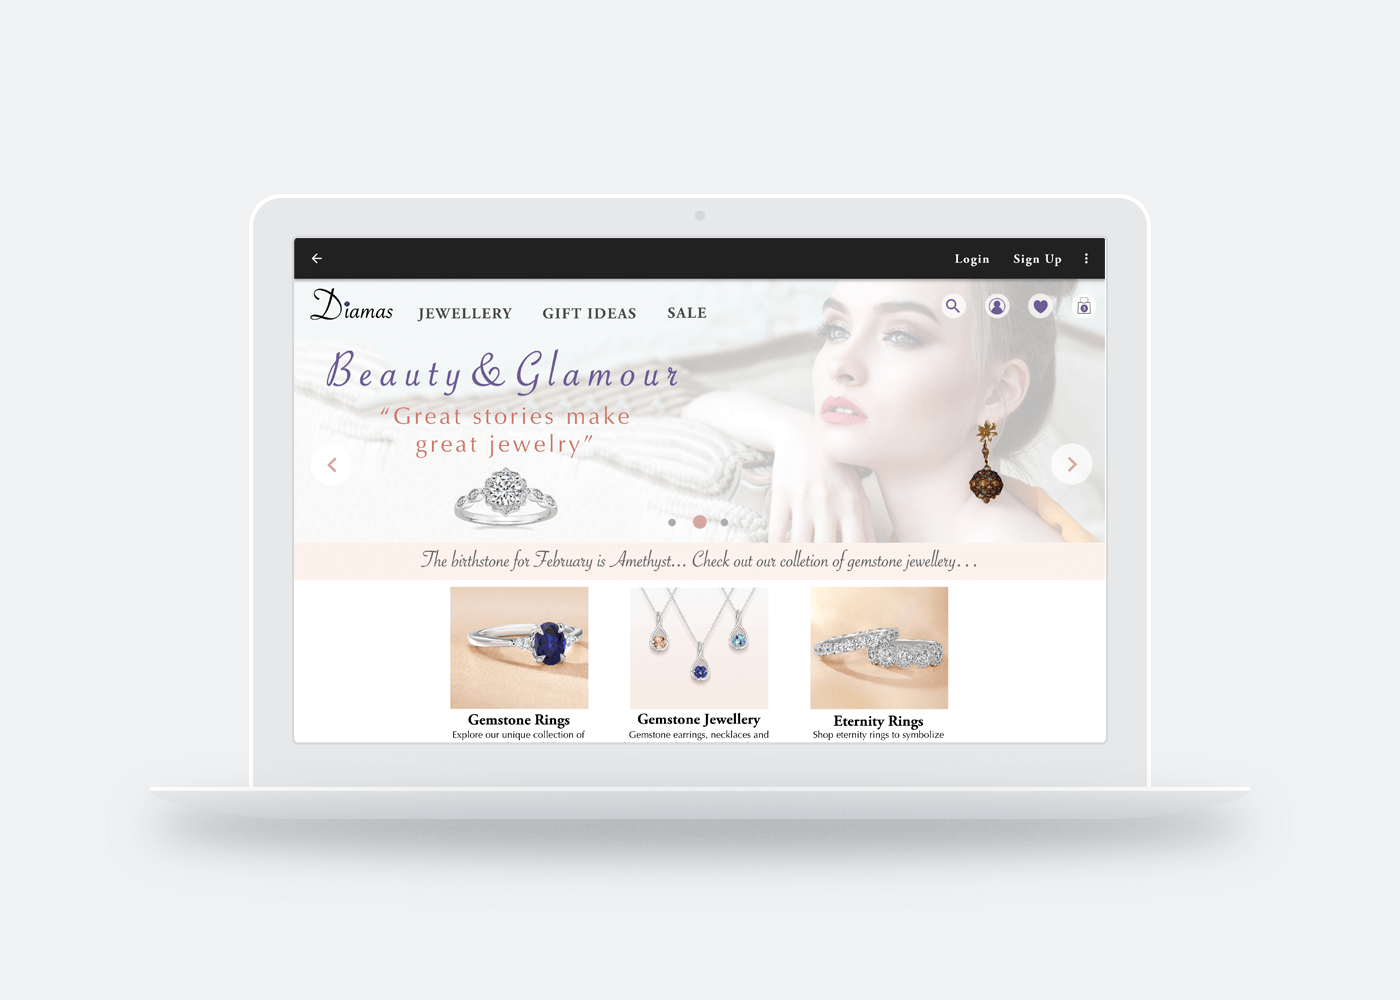 Login Sign Up
Diamas JEWELLERY GIFT IDEAS SALE
Beauty & Glamour
“Great stories make
great jewelry”
The birthstone for February is Amethyst... Check out our colletion of gemstone jewellery...
Gemstone Rings
Explore our unique collection of
Gemstone Jewellery
Gemstone earrings, necklaces and
Eternity Rings
Shop eternity rings to symbolize